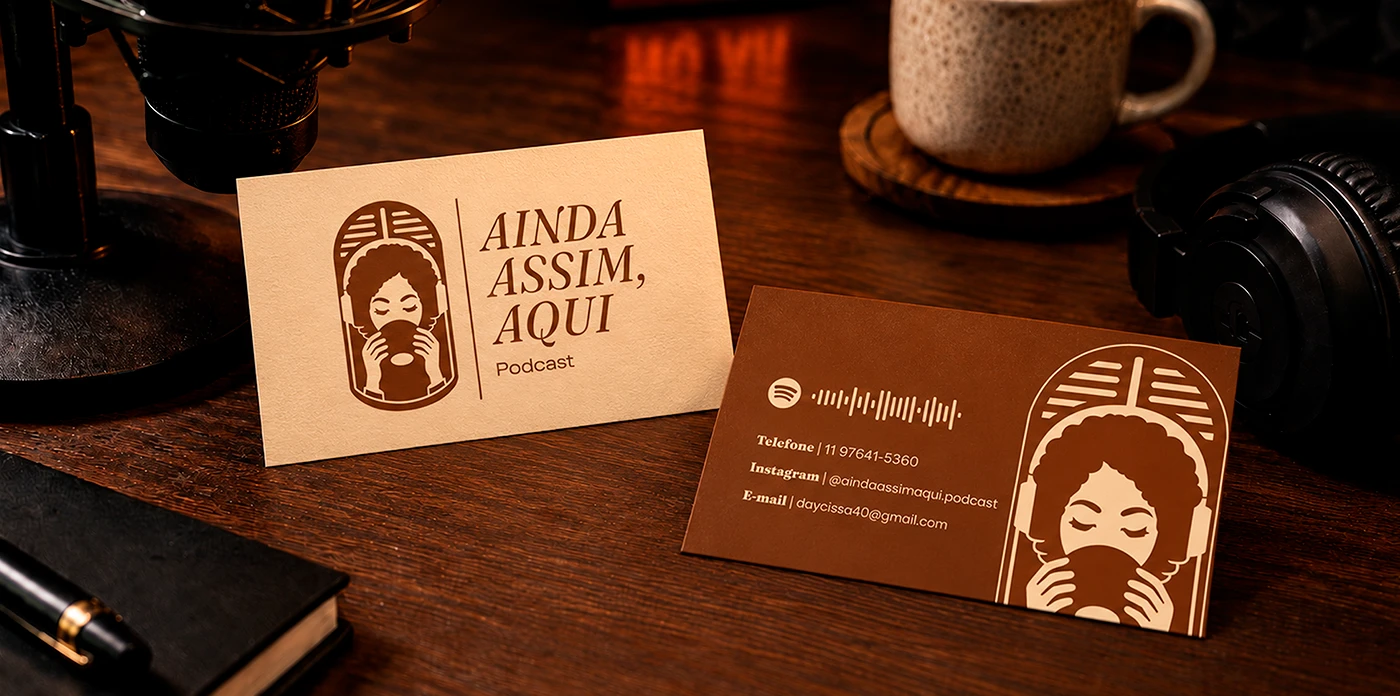 AINDA
ASSIM,
AQUI
Podcast
Telefone | 11 97641-5360
Instagram | @aindaassimaqui.podcast
E-mail | daycissa40@gmail.com